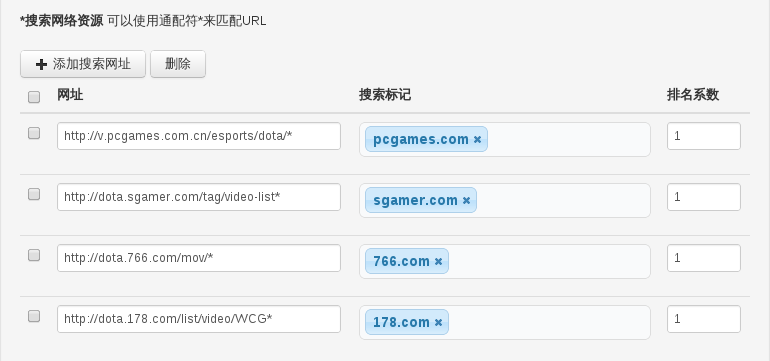 *搜索网络资源 可以使用通配符*来匹配URL
+ 添加搜索网址 删除
网址 搜索标记 排名系数
http://v.pcgames.com.cn/esports/dota/* pcgames.com × 1
http://dota.sgamer.com/tag/video-list* sgamer.com × 1
http://dota.766.com/mov/* 766.com × 1
http://dota.178.com/list/video/WCG* 178.com × 1